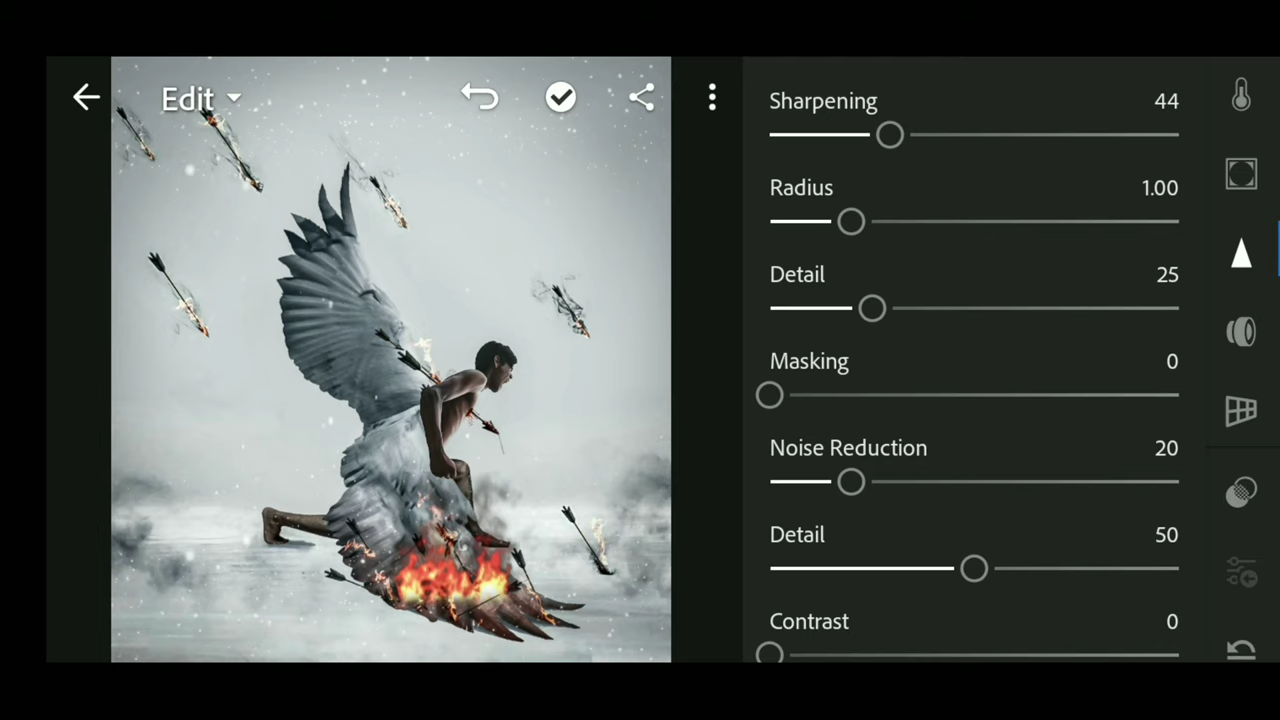 Edit
Sharpening 44
Radius 1.00
Detail 25
Masking 0
Noise Reduction 20
Detail 50
Contrast 0